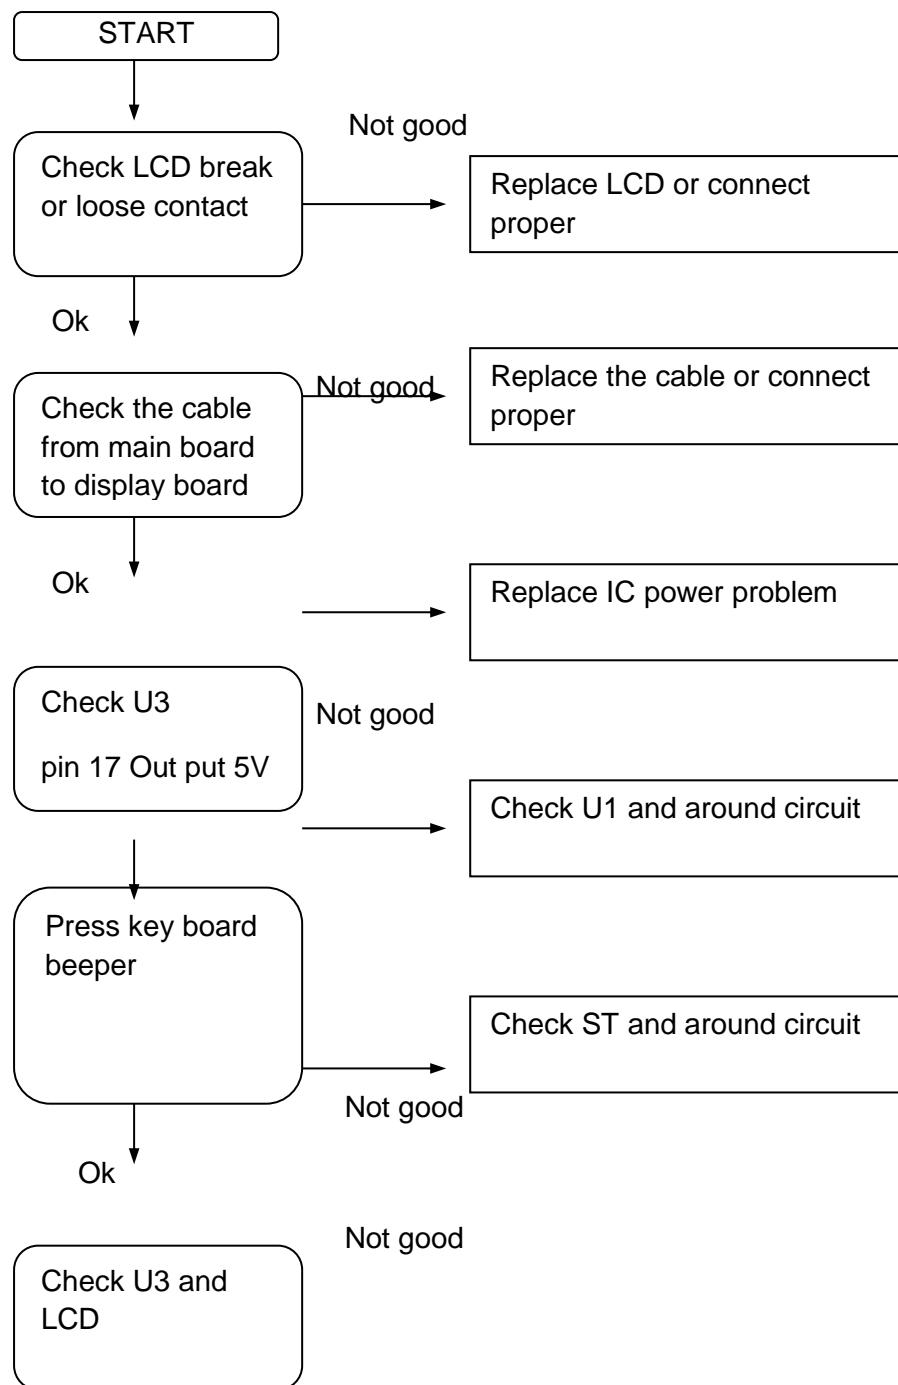 START
Not good
Check LCD break
or loose contact
Replace LCD or connect
proper
Ok
Not good
Replace the cable or connect
proper
Check the cable
from main board
to display board
Ok
Replace IC power problem
Check U3
pin 17 Out put 5V
Not good
Check U1 and around circuit
Press key board
beeper
Check ST and around circuit
Not good
Ok
Not good
Check U3 and
LCD